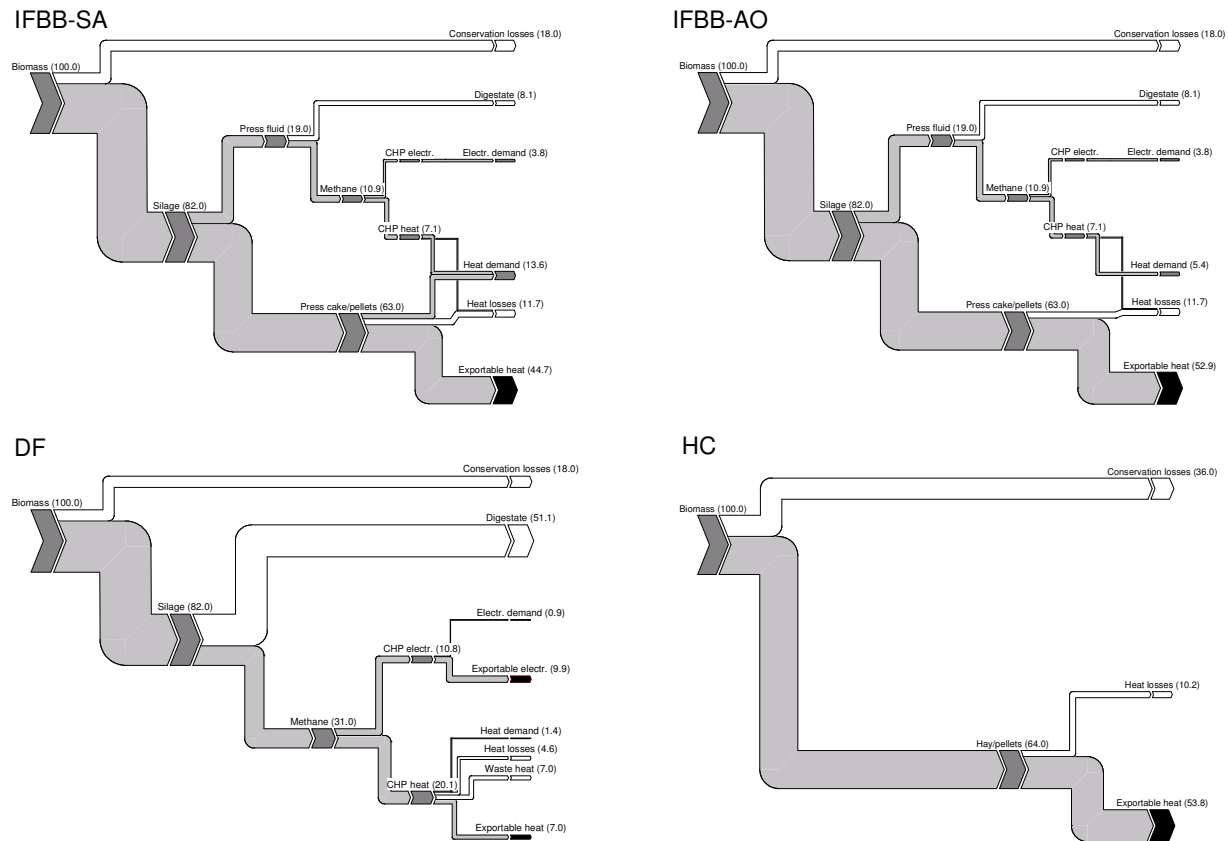 IFBB-SA
Conservation losses (18.0)
Biomass (100.0)
Digestate (8.1)
Press fluid (19.0)
CHP electr.
Electr. demand (3.8)
Methane (10.9)
Silage (82.0)
CHP heat (7.1)
Heat demand (13.6)
Press cake/pellets (63.0)
Heat losses (11.7)
Exportable heat (44.7)
IFBB-AO
Conservation losses (18.0)
Biomass (100.0)
Digestate (8.1)
Press fluid (19.0)
CHP electr.
Electr. demand (3.8)
Methane (10.9)
Silage (82.0)
CHP heat (7.1)
Heat demand (5.4)
Press cake/pellets (63.0)
Heat losses (11.7)
Exportable heat (52.9)
DF
Conservation losses (18.0)
Biomass (100.0)
Digestate (51.1)
Silage (82.0)
Electr. demand (0.9)
CHP electr. (10.8)
Exportable electr. (9.9)
Methane (31.0)
Heat demand (1.4)
Heat losses (4.6)
Waste heat (7.0)
CHP heat (20.1)
Exportable heat (7.0)
HC
Conservation losses (36.0)
Biomass (100.0)
Heat losses (10.2)
Hay/pellets (64.0)
Exportable heat (53.8)